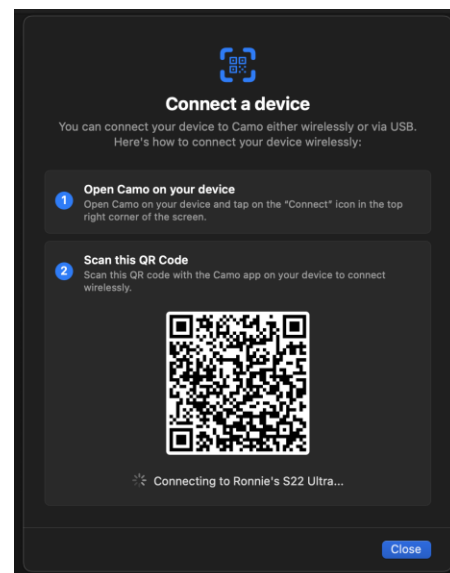 Connect a device
You can connect your device to Camo either wirelessly or via USB.
Here's how to connect your device wirelessly:
1
Open Camo on your device
Open Camo on your device and tap on the “Connect” icon in the top
right corner of the screen.
2
Scan this QR Code
Scan this QR code with the Camo app on your device to connect
wirelessly.
Connecting to Ronnie's S22 Ultra...
Close